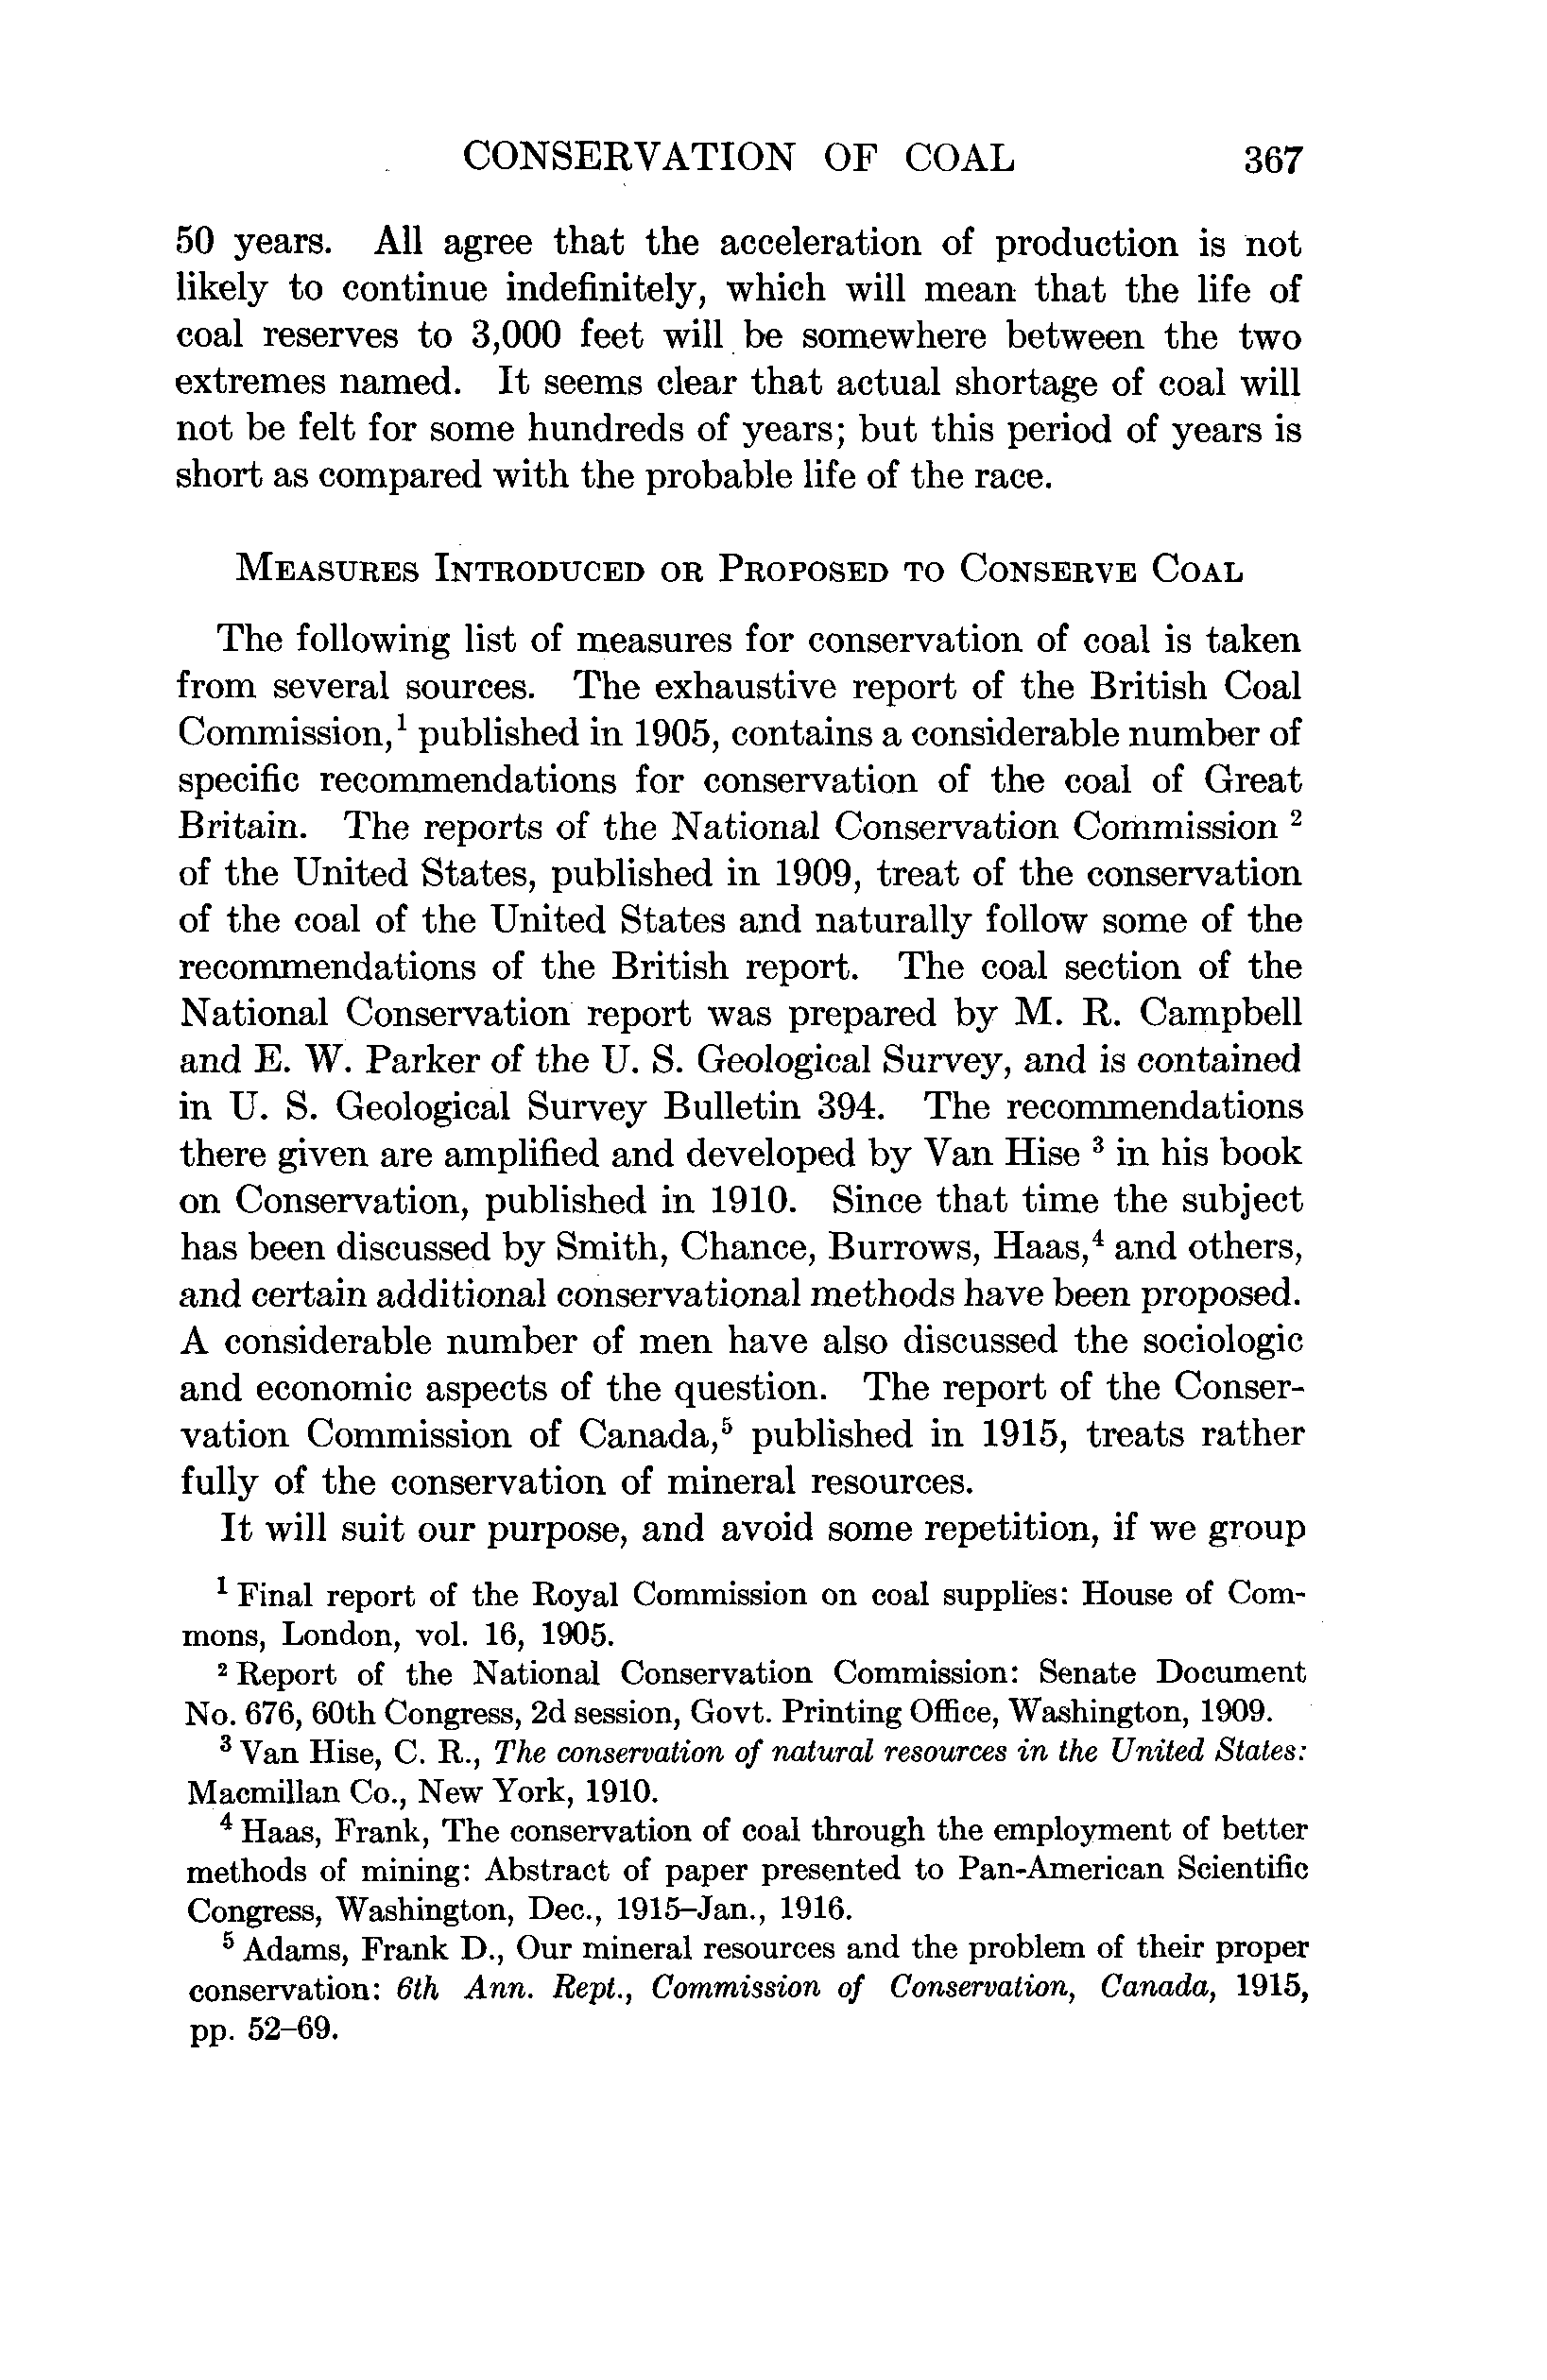 CONSERVATION OF COAL 367
50 years. All agree that the acceleration of production is not
likely to continue indefinitely, which will mean that the life of
coal reserves to 3,000 feet will be somewhere between the two
extremes named. It seems clear that actual shortage of coal will
not be felt for some hundreds of years; but this period of years is
short as compared with the probable life of the race.
MEASURES INTRODUCED OR PROPOSED TO CONSERVE COAL
The following list of measures for conservation of coal is taken
from several sources. The exhaustive report of the British Coal
Commission,¹ published in 1905, contains a considerable number of
specific recommendations for conservation of the coal of Great
Britain. The reports of the National Conservation Commission ²
of the United States, published in 1909, treat of the conservation
of the coal of the United States and naturally follow some of the
recommendations of the British report. The coal section of the
National Conservation report was prepared by M. R. Campbell
and E. W. Parker of the U. S. Geological Survey, and is contained
in U. S. Geological Survey Bulletin 394. The recommendations
there given are amplified and developed by Van Hise ³ in his book
on Conservation, published in 1910. Since that time the subject
has been discussed by Smith, Chance, Burrows, Haas,⁴ and others,
and certain additional conservational methods have been proposed.
A considerable number of men have also discussed the sociologic
and economic aspects of the question. The report of the Conser-
vation Commission of Canada,⁵ published in 1915, treats rather
fully of the conservation of mineral resources.
It will suit our purpose, and avoid some repetition, if we group
¹ Final report of the Royal Commission on coal supplies: House of Com-
mons, London, vol. 16, 1905.
² Report of the National Conservation Commission: Senate Document
No. 676, 60th Congress, 2d session, Govt. Printing Office, Washington, 1909.
³ Van Hise, C. R., The conservation of natural resources in the United States:
Macmillan Co., New York, 1910.
⁴ Haas, Frank, The conservation of coal through the employment of better
methods of mining: Abstract of paper presented to Pan-American Scientific
Congress, Washington, Dec., 1915–Jan., 1916.
⁵ Adams, Frank D., Our mineral resources and the problem of their proper
conservation: 6th Ann. Rept., Commission of Conservation, Canada, 1915,
pp. 52–69.